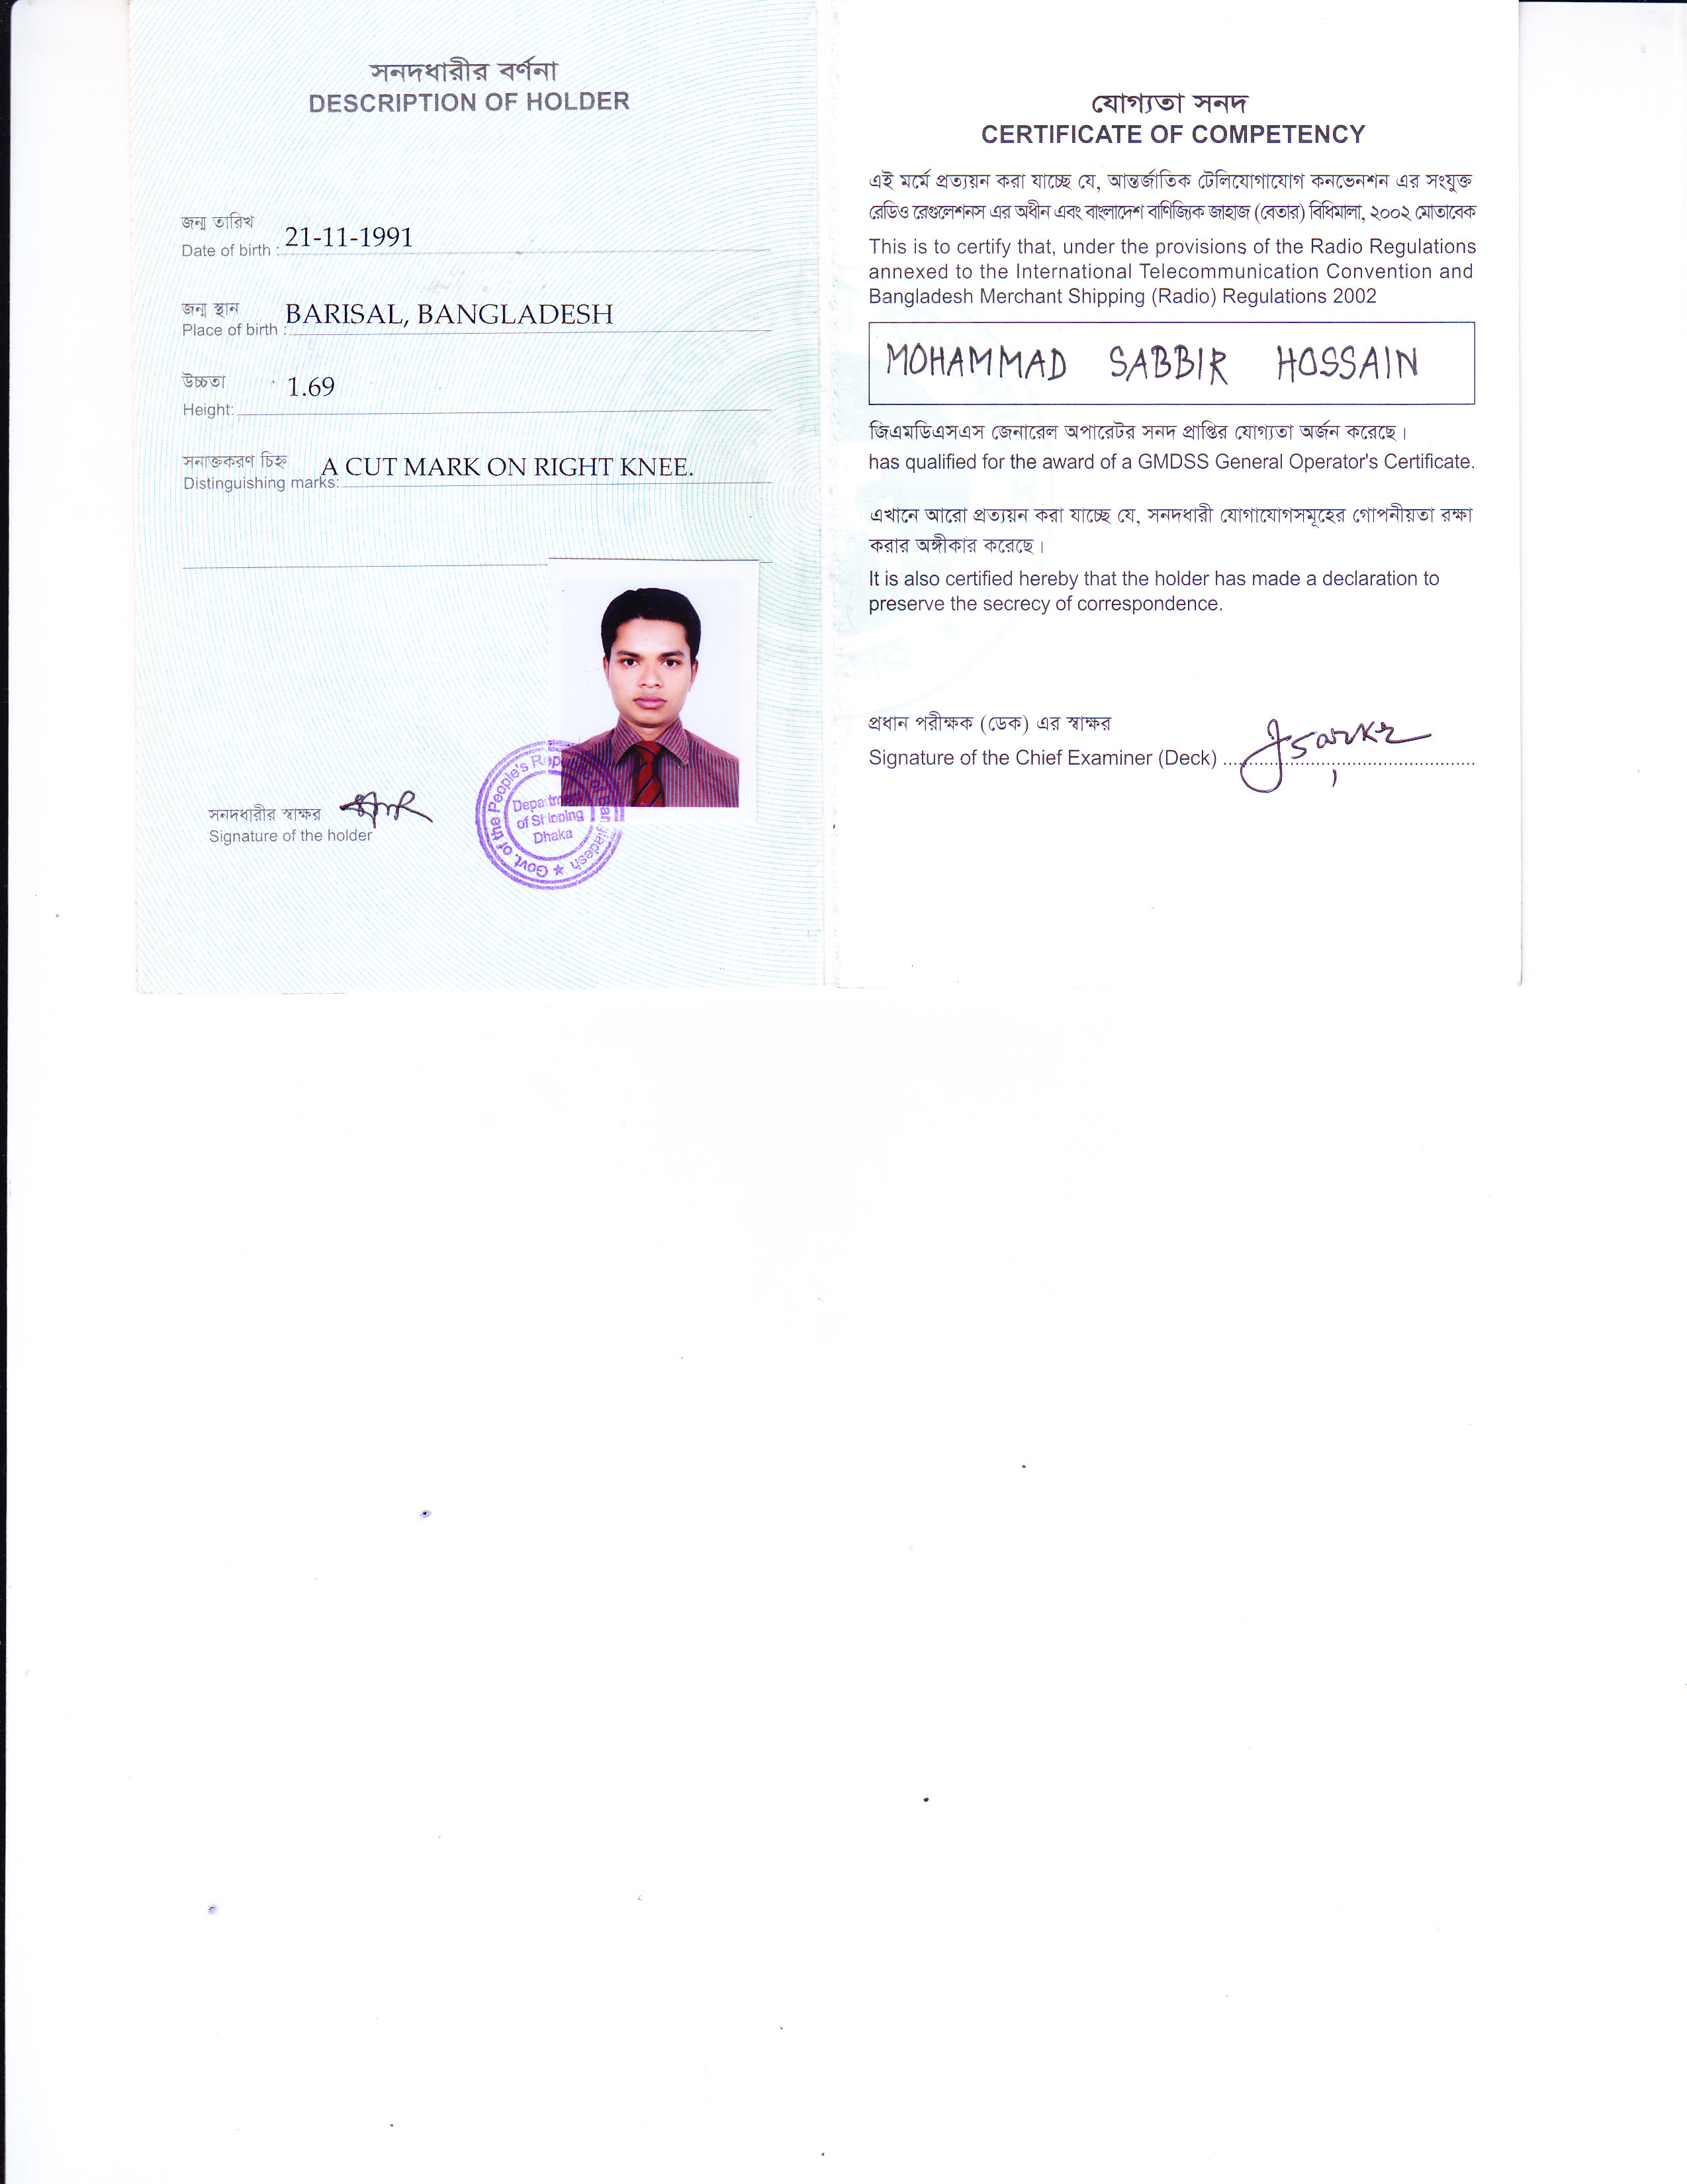 সনদধারীর বর্ণনা
DESCRIPTION OF HOLDER
জন্ম তারিখ
Date of birth : 21-11-1991
জন্ম স্থান
Place of birth : BARISAL, BANGLADESH
উচ্চতা
Height: 1.69
সনাক্তকরণ চিহ্ন
Distinguishing marks: A CUT MARK ON RIGHT KNEE.
সনদধারীর স্বাক্ষর
Signature of the holder
Govt. of the People's Republic of Bangladesh
Department
of Shipping
Dhaka
যোগ্যতা সনদ
CERTIFICATE OF COMPETENCY
এই মর্মে প্রত্যয়ন করা যাচ্ছে যে, আন্তর্জাতিক টেলিযোগাযোগ কনভেনশন এর সংযুক্ত
রেডিও রেগুলেশনস এর অধীন এবং বাংলাদেশ বাণিজ্যিক জাহাজ (বেতার) বিধিমালা, ২০০২ মোতাবেক
This is to certify that, under the provisions of the Radio Regulations
annexed to the International Telecommunication Convention and
Bangladesh Merchant Shipping (Radio) Regulations 2002
MOHAMMAD SABBIR HOSSAIN
জিএমডিএসএস জেনারেল অপারেটর সনদ প্রাপ্তির যোগ্যতা অর্জন করেছে।
has qualified for the award of a GMDSS General Operator's Certificate.
এখানে আরো প্রত্যয়ন করা যাচ্ছে যে, সনদধারী যোগাযোগসমূহের গোপনীয়তা রক্ষা
করার অঙ্গীকার করেছে।
It is also certified hereby that the holder has made a declaration to
preserve the secrecy of correspondence.
প্রধান পরীক্ষক (ডেক) এর স্বাক্ষর
Signature of the Chief Examiner (Deck)